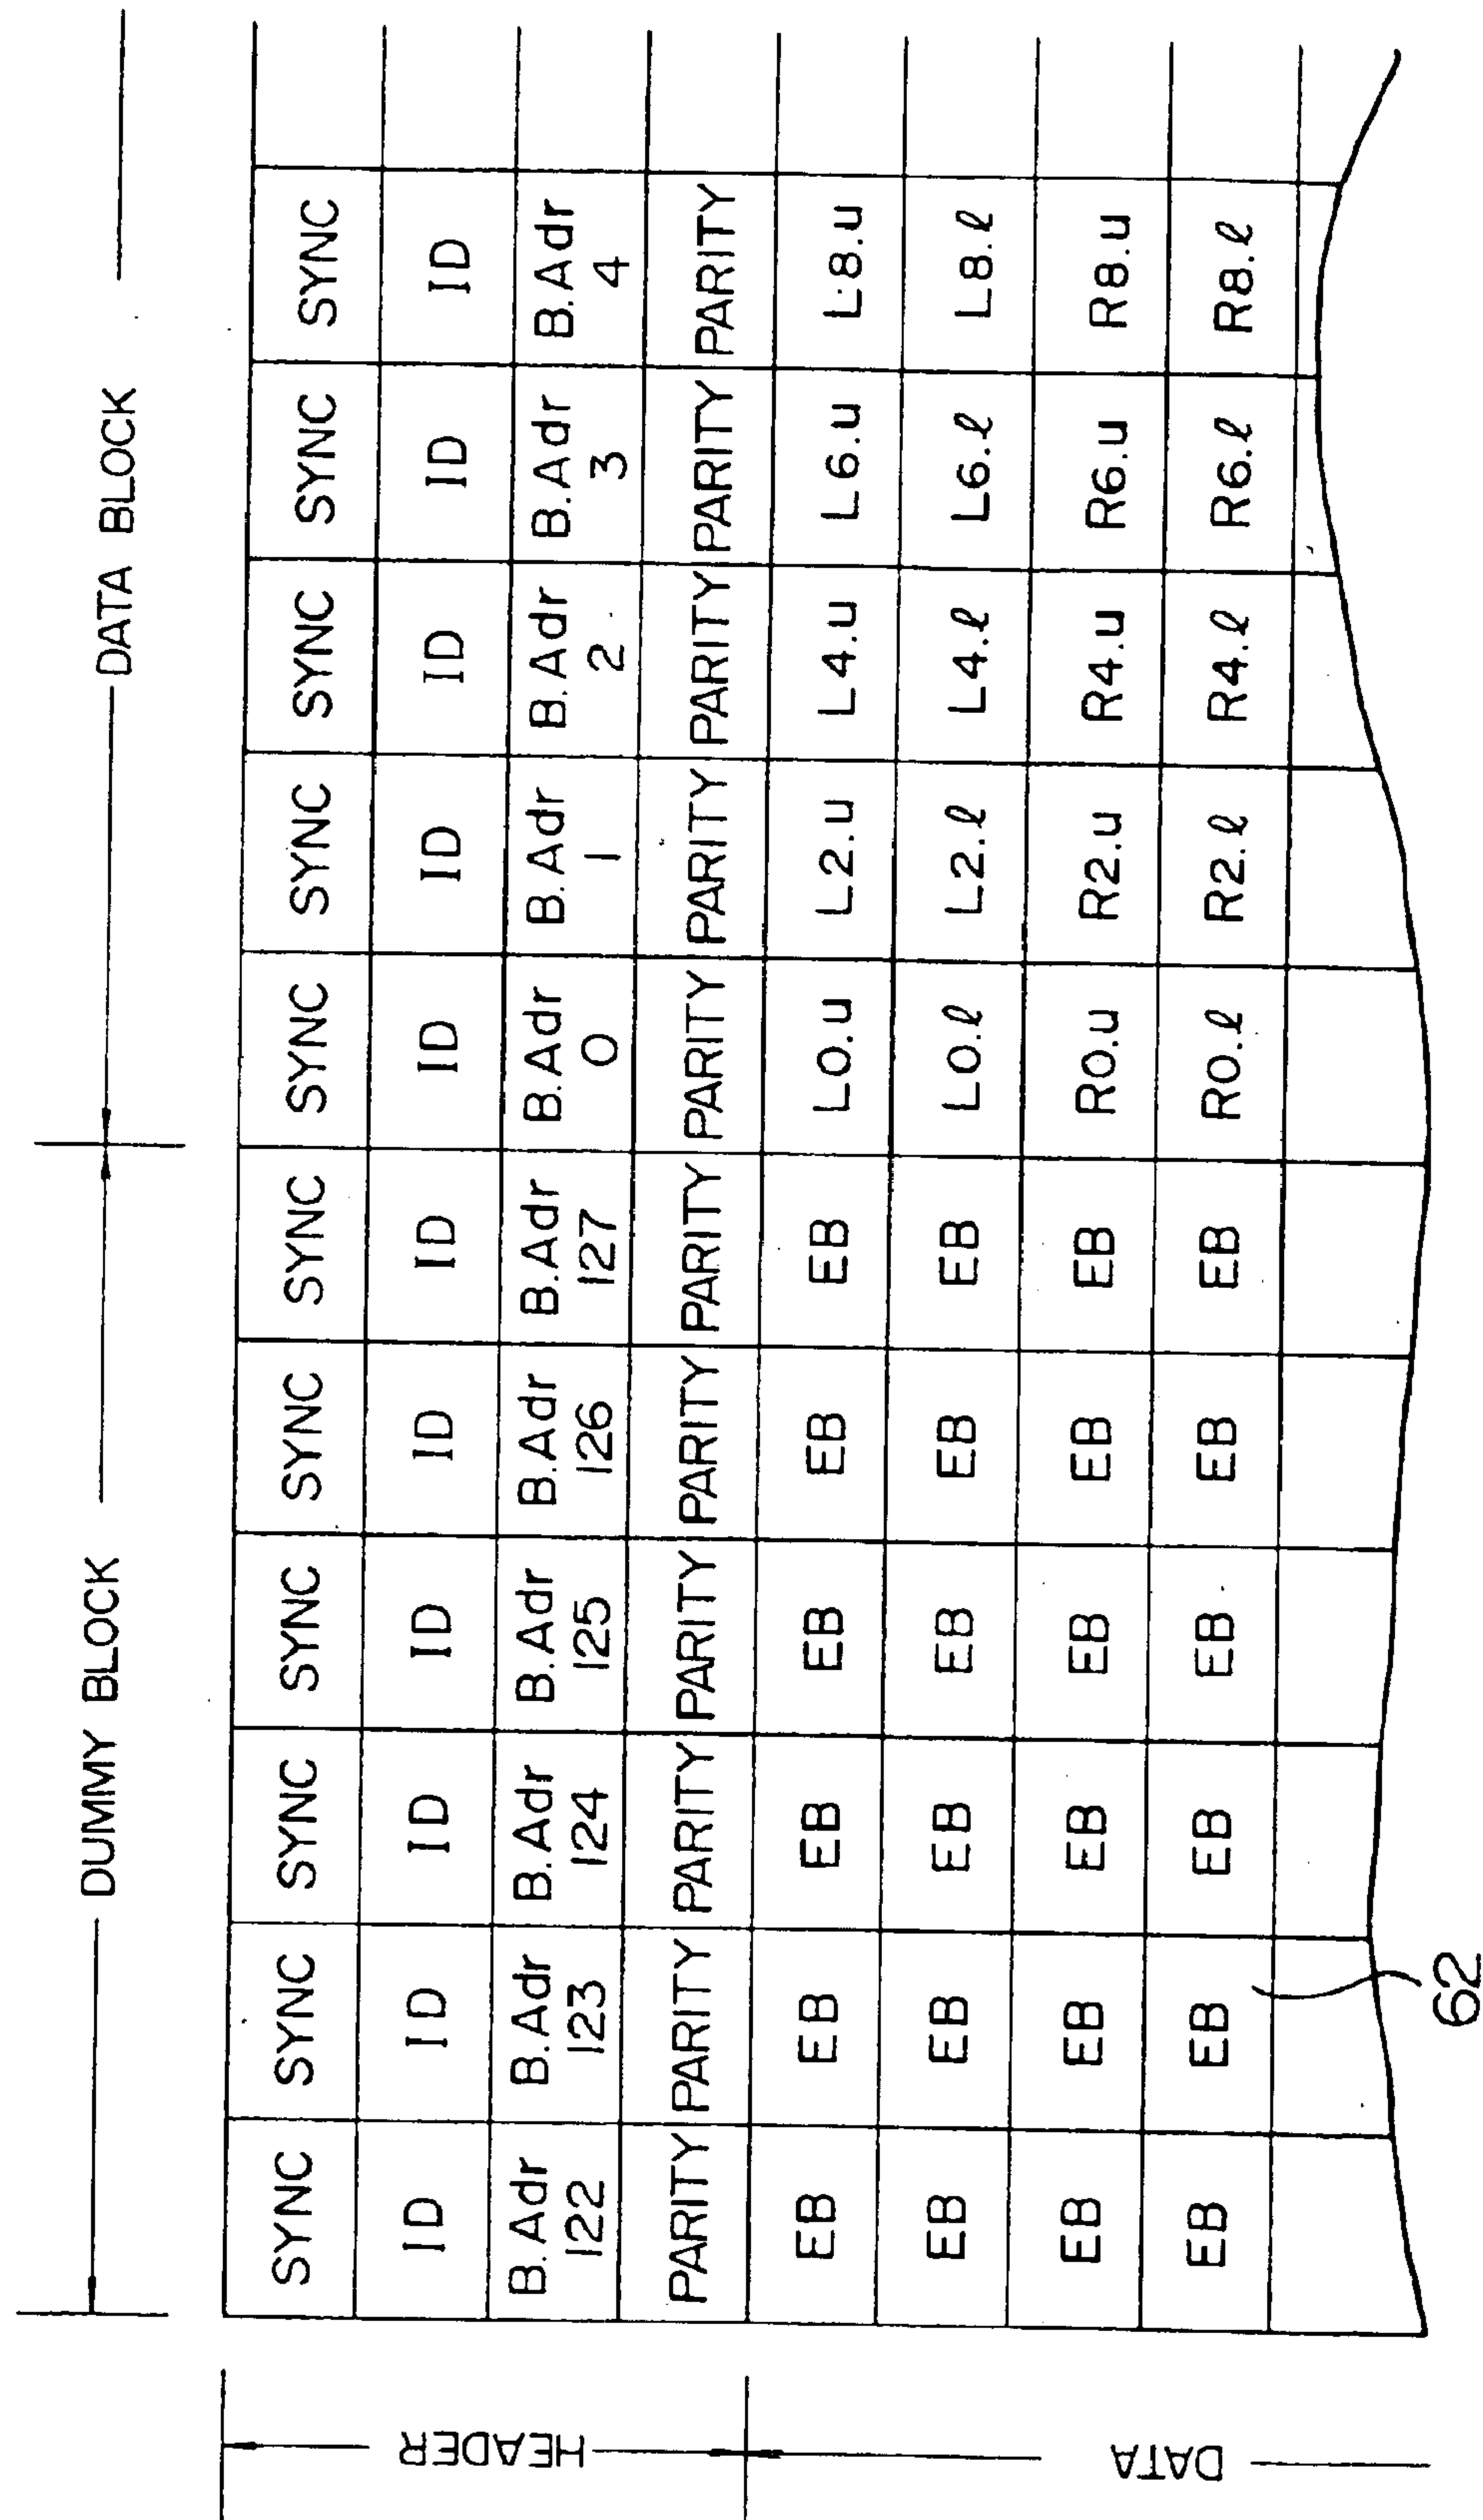 DUMMY BLOCK DATA BLOCK
HEADER
SYNC SYNC SYNC SYNC SYNC SYNC SYNC SYNC SYNC SYNC SYNC
ID ID ID ID ID ID ID ID ID ID ID
B.Adr B.Adr B.Adr B.Adr B.Adr B.Adr B.Adr B.Adr B.Adr B.Adr B.Adr
122 123 124 125 126 127 0 1 2 3 4
PARITY PARITY PARITY PARITY PARITY PARITY PARITY PARITY PARITY PARITY PARITY
DATA
EB EB EB EB EB EB L0.u L2.u L4.u L6.u L8.u
EB EB EB EB EB EB L0.ℓ L2.ℓ L4.ℓ L6.ℓ L8.ℓ
EB EB EB EB EB EB R0.u R2.u R4.u R6.u R8.u
EB EB EB EB EB EB R0.ℓ R2.ℓ R4.ℓ R6.ℓ R8.ℓ
62